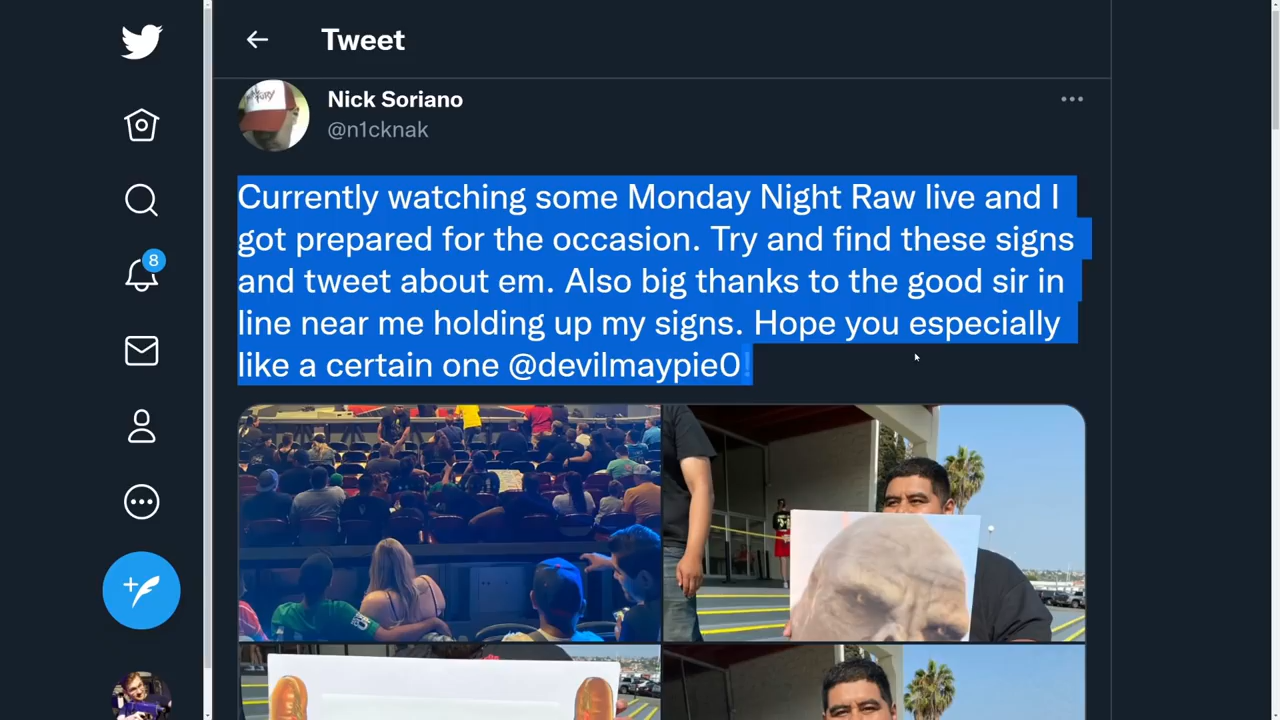 Tweet
Nick Soriano
@n1cknak
8
Currently watching some Monday Night Raw live and I
got prepared for the occasion. Try and find these signs
and tweet about em. Also big thanks to the good sir in
line near me holding up my signs. Hope you especially
like a certain one @devilmaypie0!